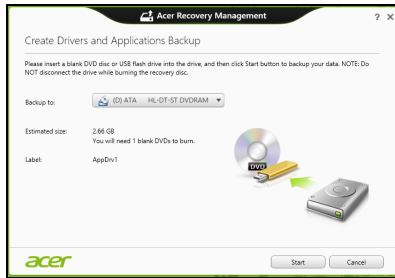 Acer Recovery Management
? X
Create Drivers and Applications Backup
Please insert a blank DVD disc or USB flash drive into the drive, and then click Start button to backup your data. NOTE: Do
NOT disconnect the drive while burning the recovery disc.
Backup to: (D) ATA HL-DT-ST DVDRAM
Estimated size: 2.66 GB
You will need 1 blank DVDs to burn.
Label: AppDrv1
DVD
acer Start Cancel